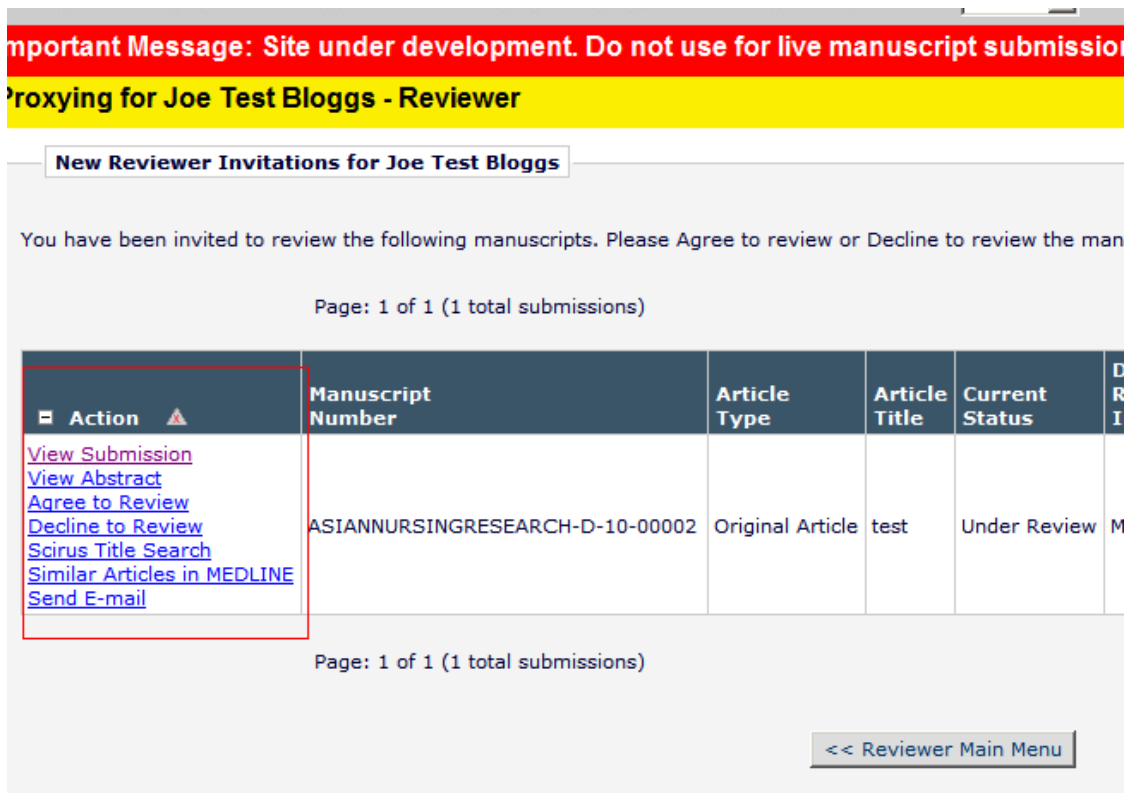 mportant Message: Site under development. Do not use for live manuscript submission
Proxying for Joe Test Bloggs - Reviewer
New Reviewer Invitations for Joe Test Bloggs
You have been invited to review the following manuscripts. Please Agree to review or Decline to review the man
Page: 1 of 1 (1 total submissions)
Action
Manuscript Number
Article Type
Article Title
Current Status
D
R
I
View Submission
View Abstract
Agree to Review
Decline to Review
Scirus Title Search
Similar Articles in MEDLINE
Send E-mail
ASIANNURSINGRESEARCH-D-10-00002
Original Article
test
Under Review
M
Page: 1 of 1 (1 total submissions)
<< Reviewer Main Menu